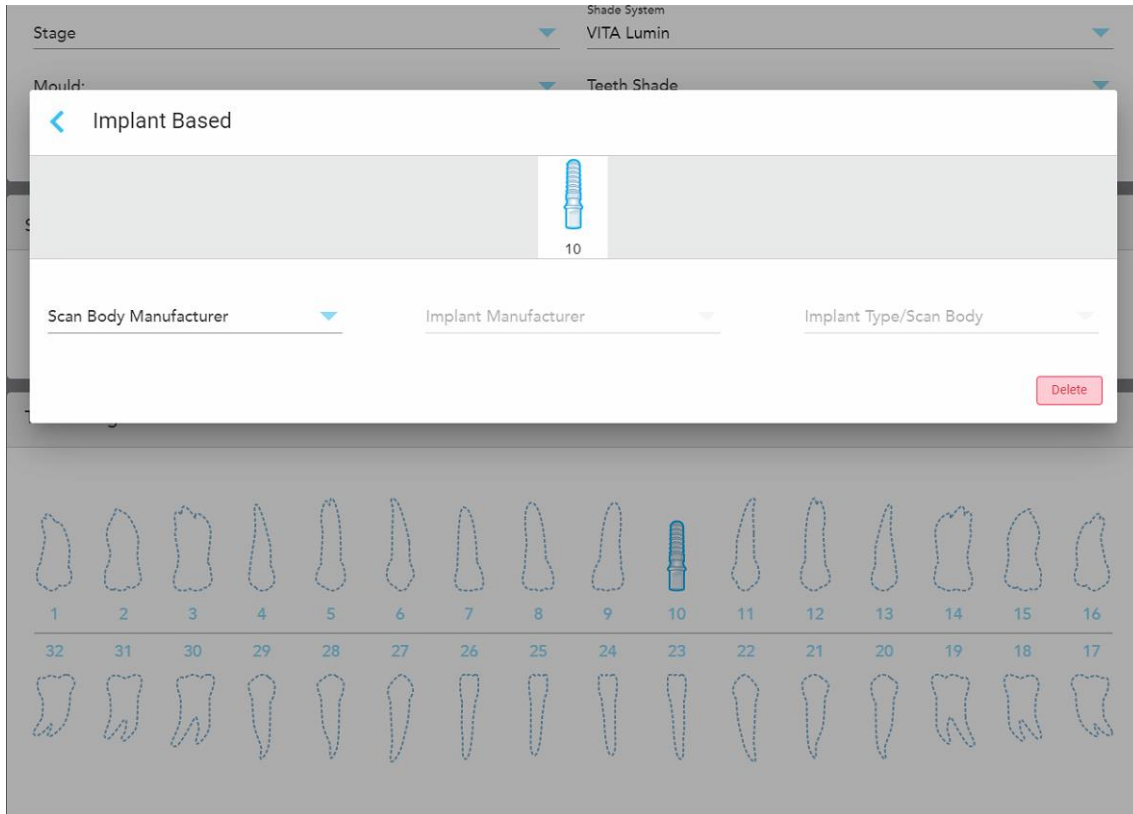 Shade System
Stage
VITA Lumin
Mould:
Teeth Shade
Implant Based
10
Scan Body Manufacturer
Implant Manufacturer
Implant Type/Scan Body
Delete
1 2 3 4 5 6 7 8 9 10 11 12 13 14 15 16
32 31 30 29 28 27 26 25 24 23 22 21 20 19 18 17